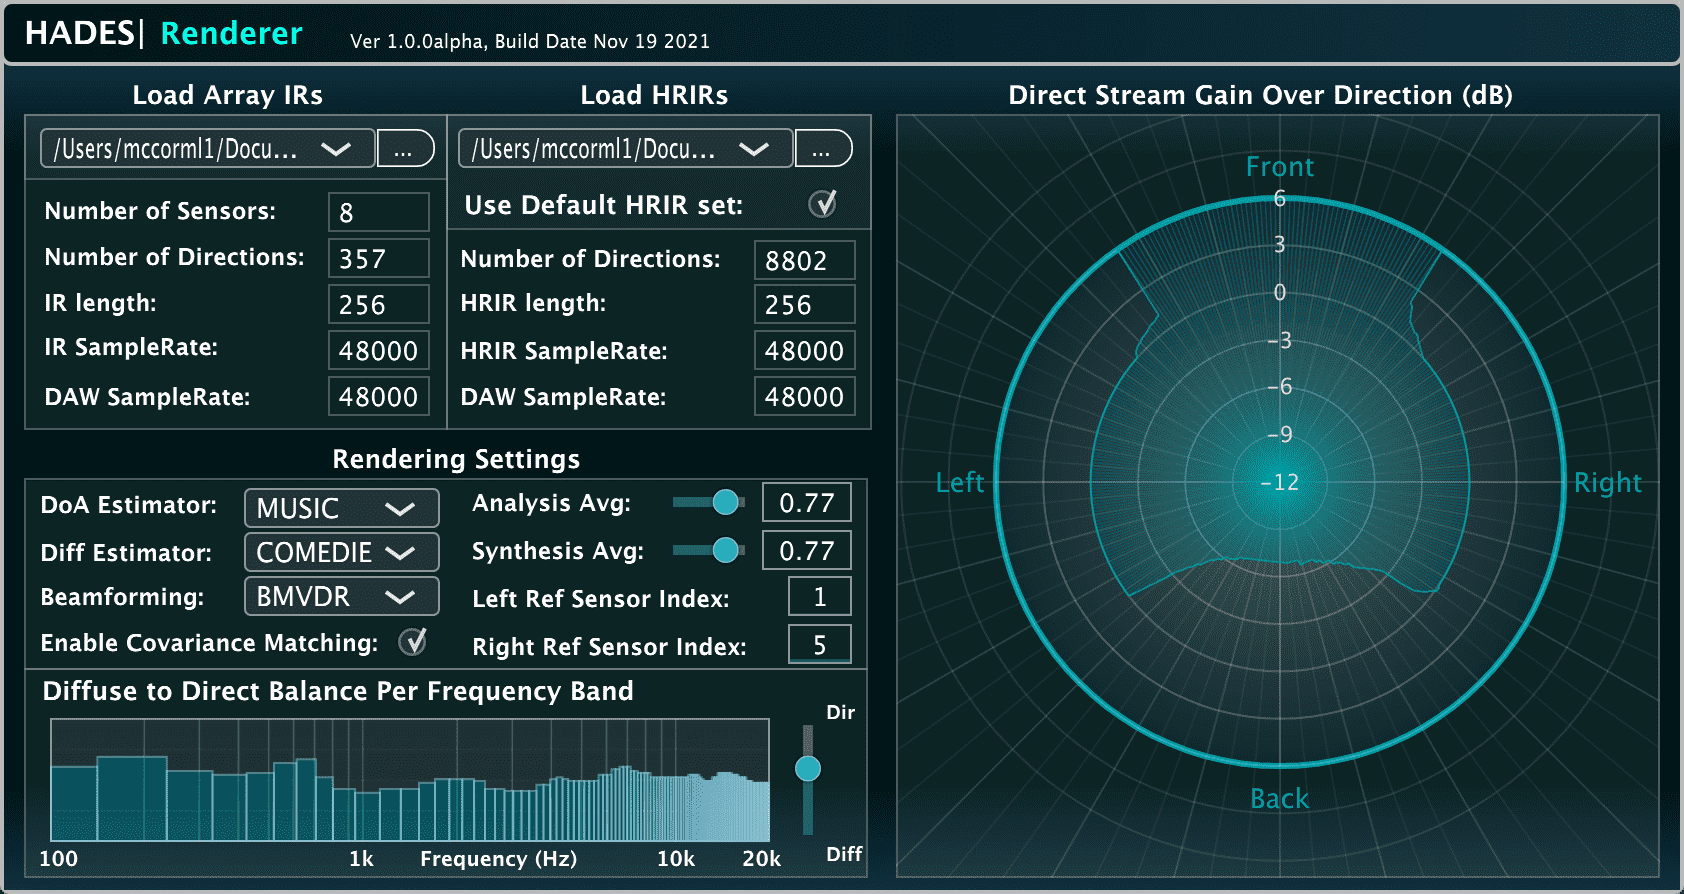 HADES| Renderer Ver 1.0.0alpha, Build Date Nov 19 2021
Load Array IRs
/Users/mccorml1/Docu...
...
Number of Sensors: 8
Number of Directions: 357
IR length: 256
IR SampleRate: 48000
DAW SampleRate: 48000
Load HRIRs
/Users/mccorml1/Docu...
...
Use Default HRIR set:
Number of Directions: 8802
HRIR length: 256
HRIR SampleRate: 48000
DAW SampleRate: 48000
Rendering Settings
DoA Estimator: MUSIC
Diff Estimator: COMEDIE
Beamforming: BMVDR
Enable Covariance Matching:
Analysis Avg: 0.77
Synthesis Avg: 0.77
Left Ref Sensor Index: 1
Right Ref Sensor Index: 5
Diffuse to Direct Balance Per Frequency Band
Dir
Diff
100 1k Frequency (Hz) 10k 20k
Direct Stream Gain Over Direction (dB)
Front
6
3
0
-3
-6
-9
Left -12 Right
Back